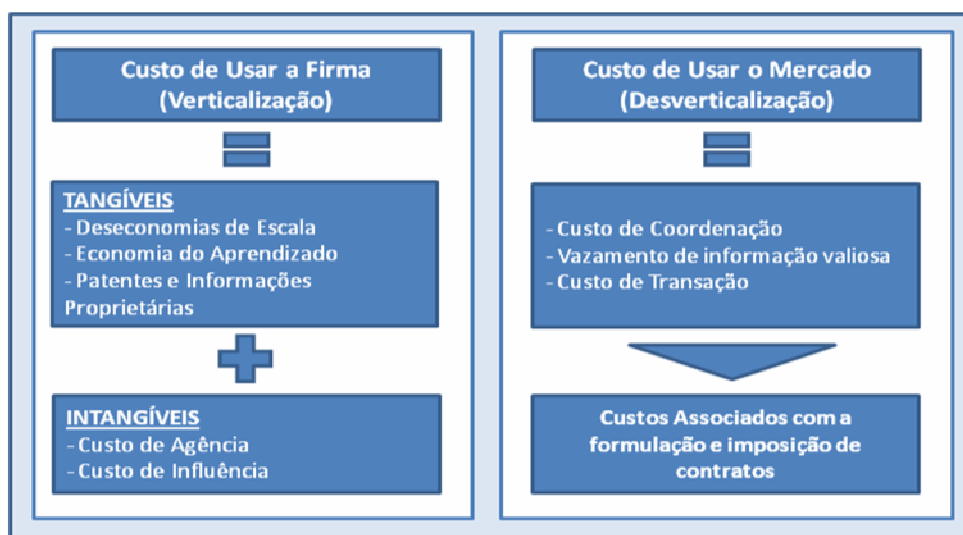 Custo de Usar a Firma
(Verticalização)
TANGÍVEIS
- Deseconomias de Escala
- Economia do Aprendizado
- Patentes e Informações
Proprietárias
INTANGÍVEIS
- Custo de Agência
- Custo de Influência
Custo de Usar o Mercado
(Desverticalização)
- Custo de Coordenação
- Vazamento de informação valiosa
- Custo de Transação
Custos Associados com a
formulação e imposição de
contratos